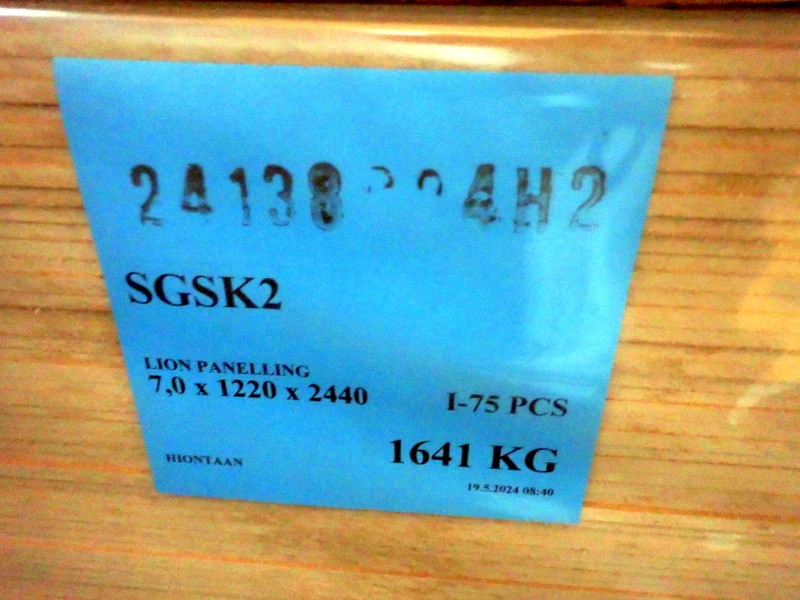 SGSK2
LION PANELLING
7,0 x 1220 x 2440
I-75 PCS
HIONTAAN
1641 KG
19.5.2024 08:40